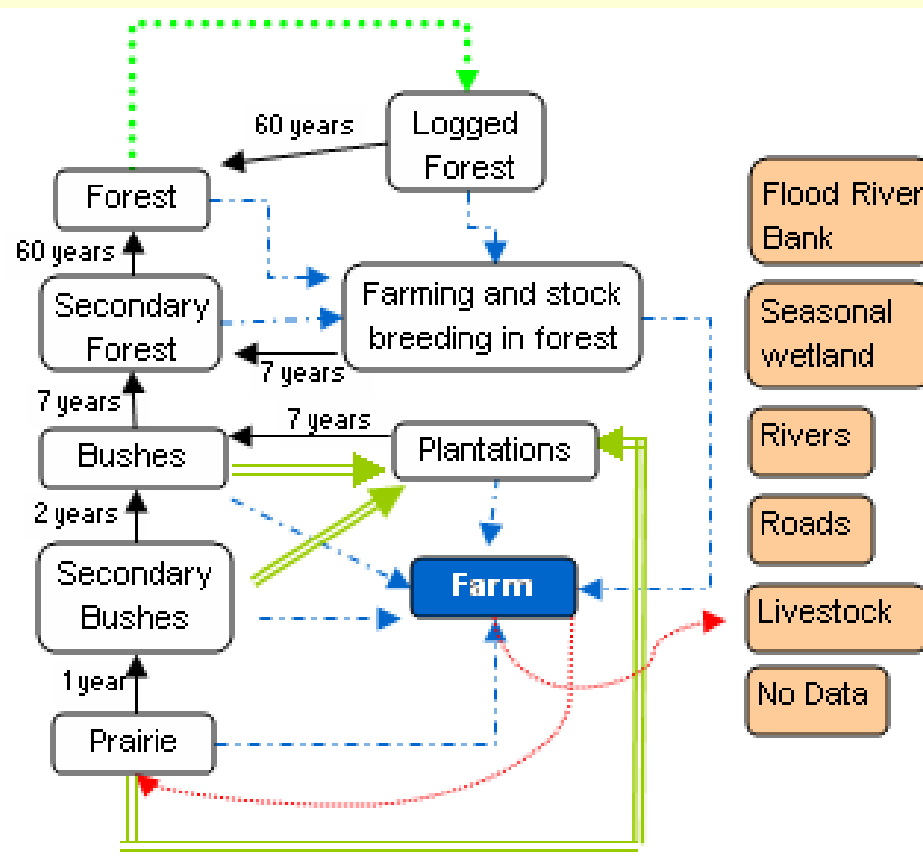 Logged
Forest
60 years
Forest
60 years
Secondary
Forest
Farming and stock
breeding in forest
7 years
7 years
Bushes
7 years
Plantations
2 years
Secondary
Bushes
Farm
1 year
Prairie
Flood River
Bank
Seasonal
wetland
Rivers
Roads
Livestock
No Data